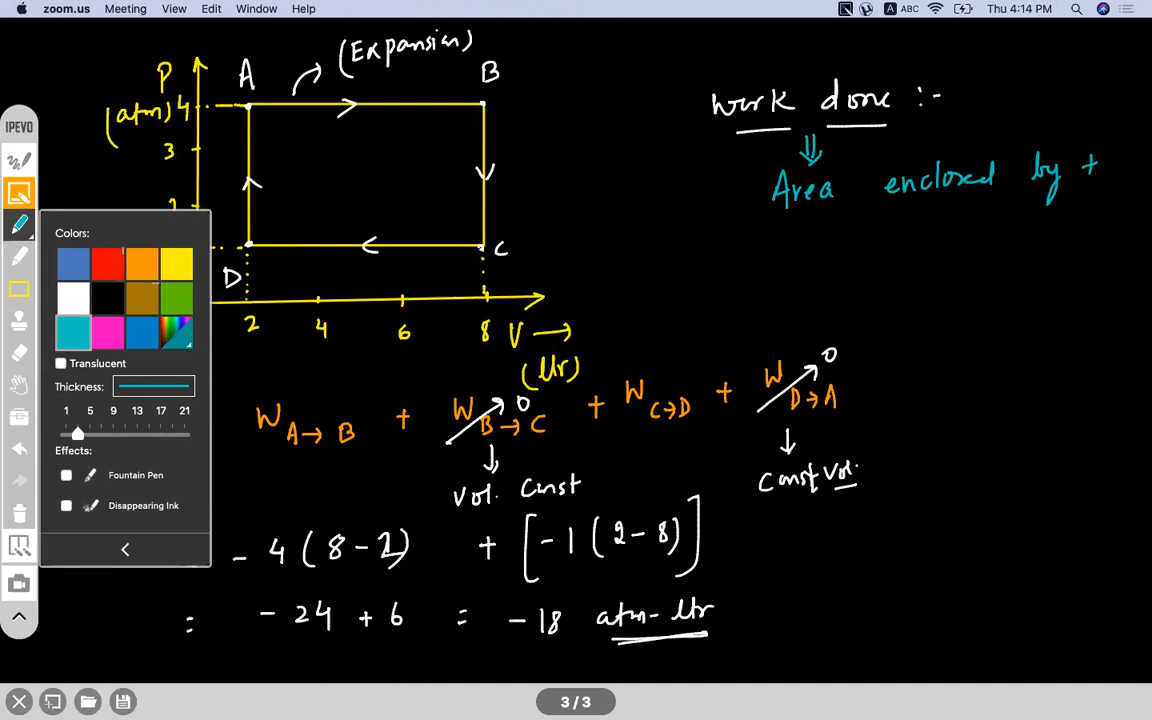 zoom.us Meeting View Edit Window Help
A ABC Thu 4:14 PM
IPEVO
(Expansion)
P A B
(atm) 4
3
work done :-
Area enclosed by t
Colors:
Translucent
Thickness:
1 5 9 13 17 21
Effects:
Fountain Pen
Disappearing Ink
D C
2 4 6 8 V →
(ltr)
W A→B + W B→C 0 + W C→D + W D→A 0
Vol. Const Const Vol.
- 4 (8-2) + [-1 (2-8)]
= -24 + 6 = -18 atm-ltr
3/3